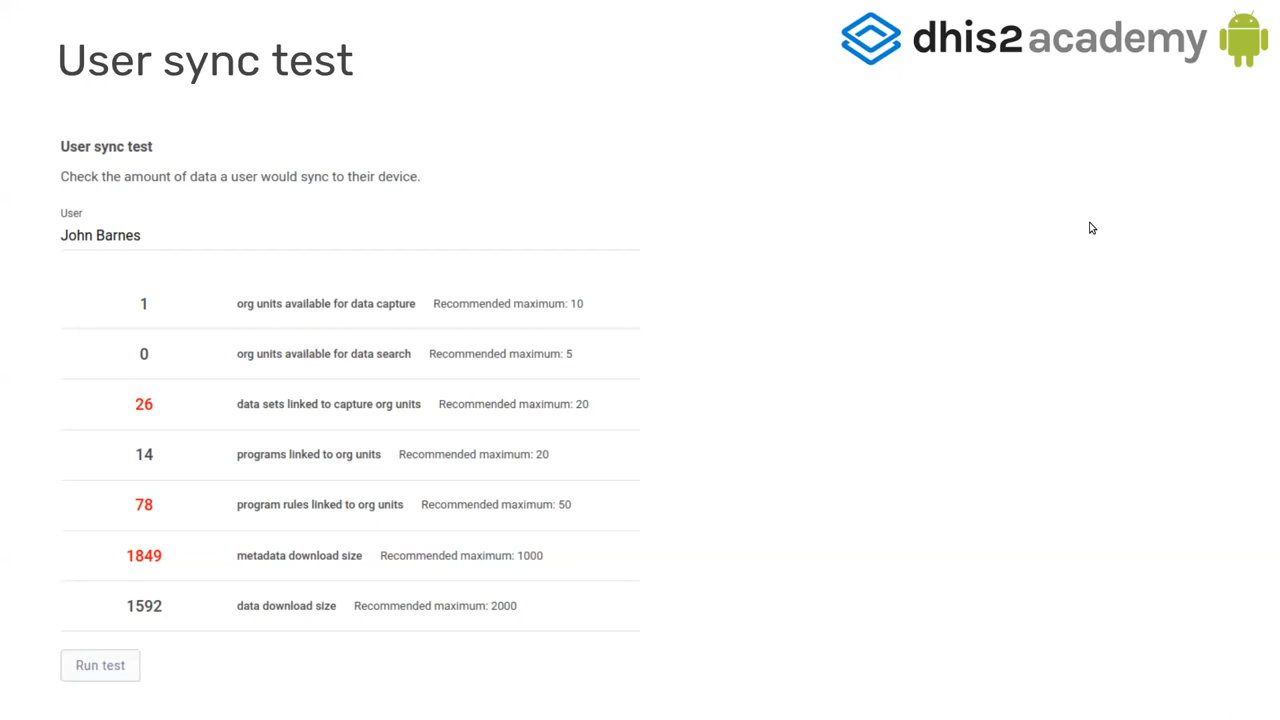 User sync test
dhis2 academy
User sync test
Check the amount of data a user would sync to their device.
User
John Barnes
1 org units available for data capture Recommended maximum: 10
0 org units available for data search Recommended maximum: 5
26 data sets linked to capture org units Recommended maximum: 20
14 programs linked to org units Recommended maximum: 20
78 program rules linked to org units Recommended maximum: 50
1849 metadata download size Recommended maximum: 1000
1592 data download size Recommended maximum: 2000
Run test